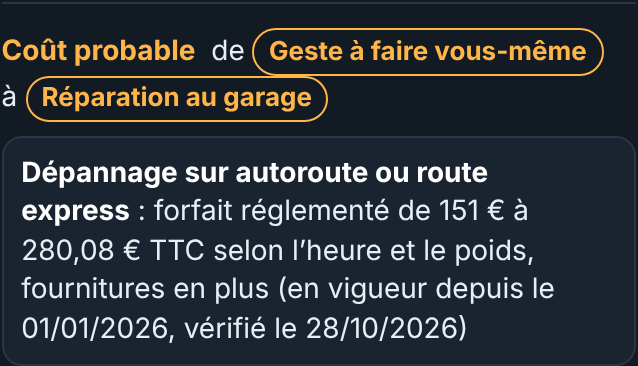 Coût probable de Geste à faire vous-même
à Réparation au garage
Dépannage sur autoroute ou route
express : forfait réglementé de 151 € à
280,08 € TTC selon l’heure et le poids,
fournitures en plus (en vigueur depuis le
01/01/2026, vérifié le 28/10/2026)